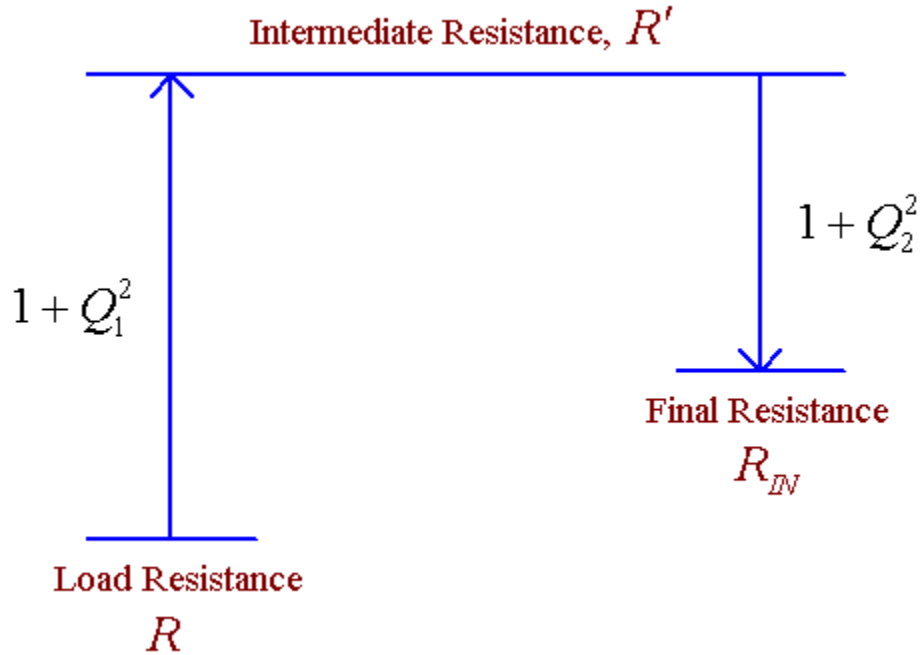 Intermediate Resistance, R′
1 + Q₂²
1 + Q₁²
Final Resistance
R_IN
Load Resistance
R